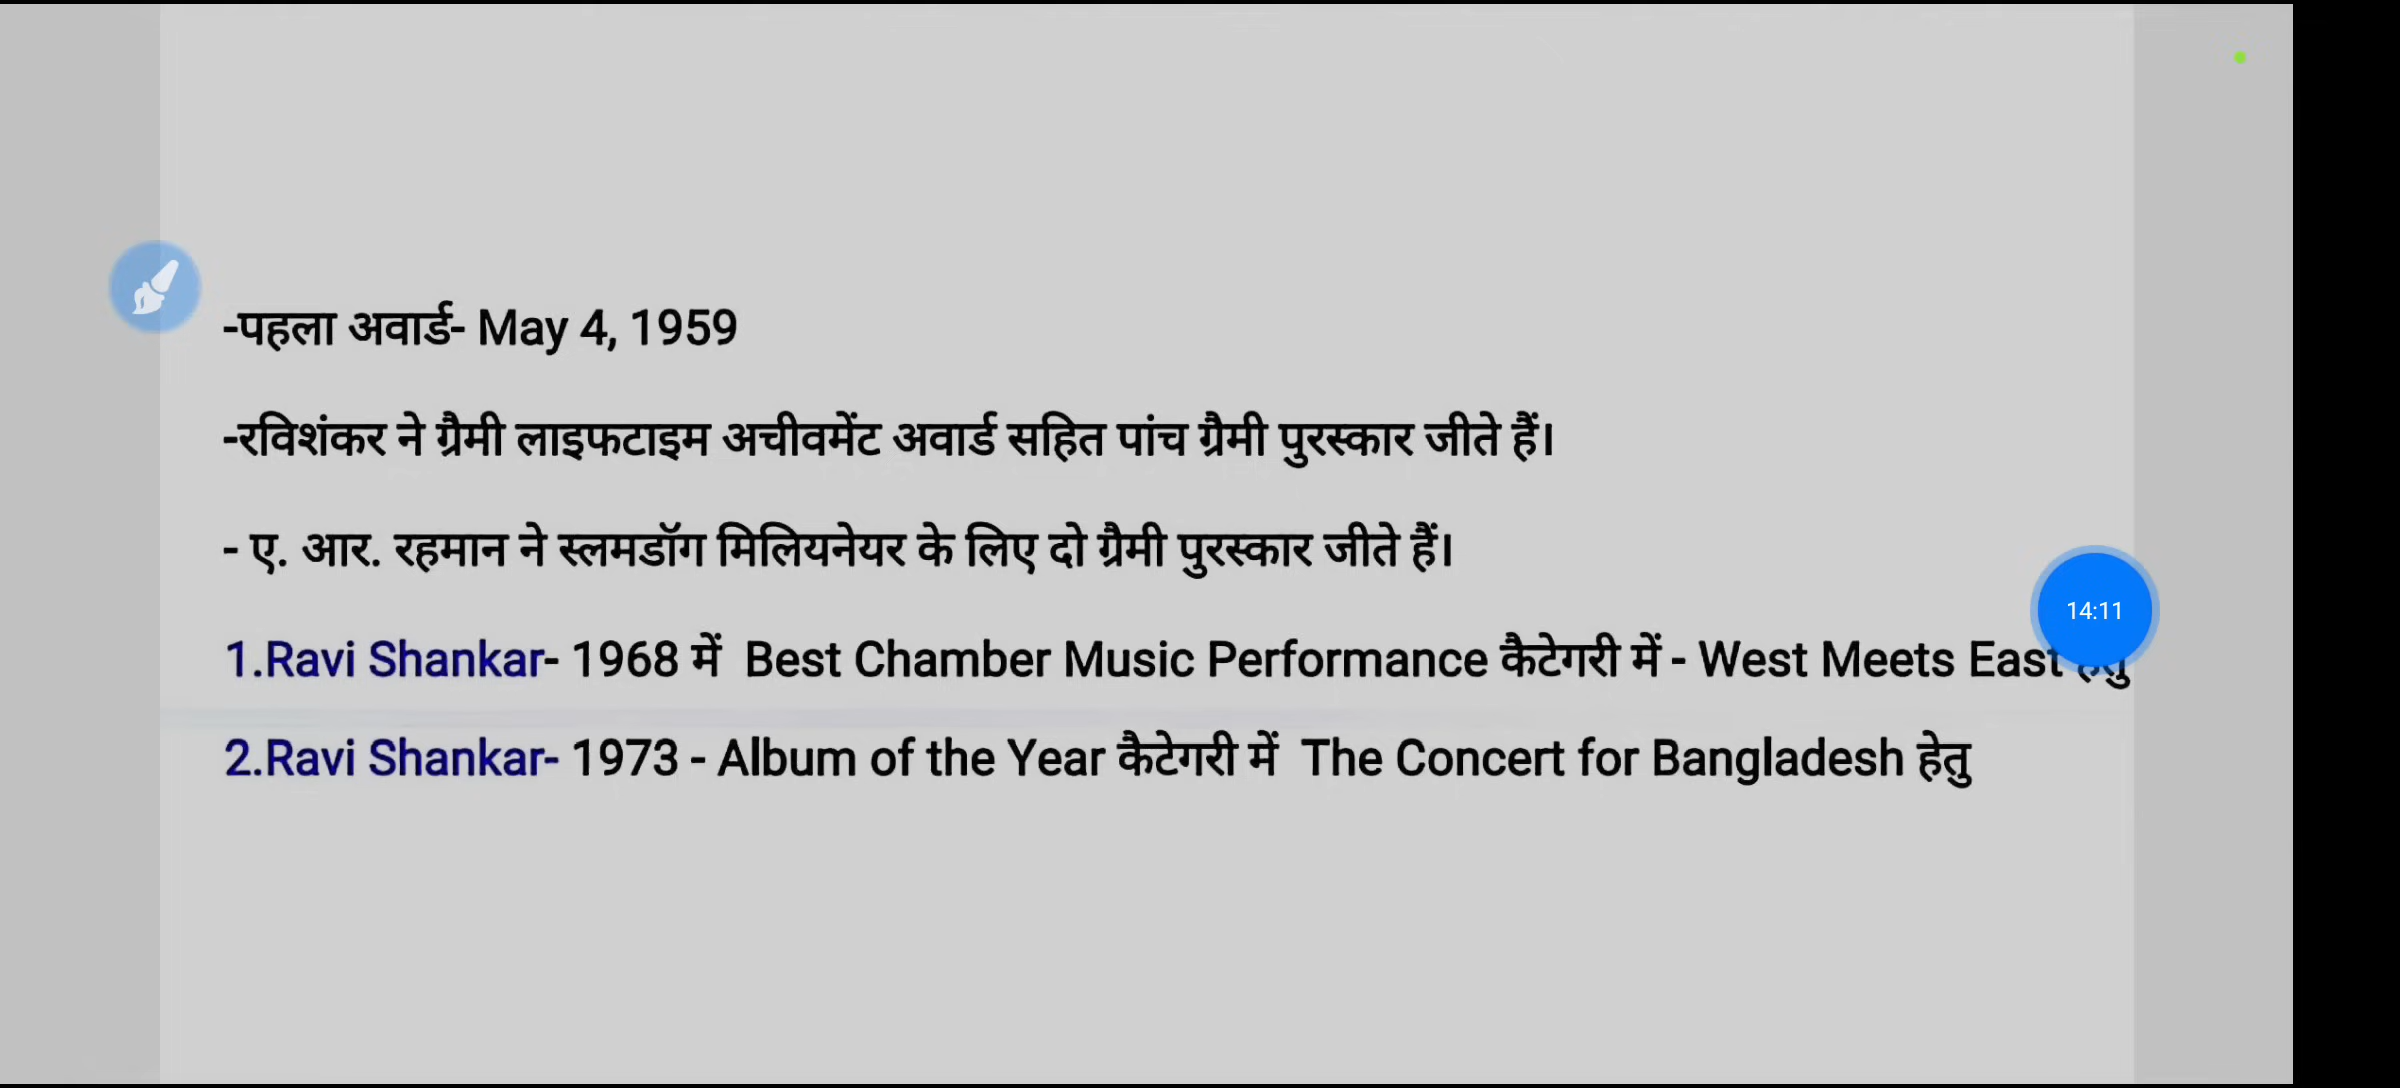 -पहला अवार्ड- May 4, 1959
-रविशंकर ने ग्रैमी लाइफटाइम अचीवमेंट अवार्ड सहित पांच ग्रैमी पुरस्कार जीते हैं।
- ए. आर. रहमान ने स्लमडॉग मिलियनेयर के लिए दो ग्रैमी पुरस्कार जीते हैं।
14:11
1.Ravi Shankar- 1968 में Best Chamber Music Performance कैटेगरी में - West Meets East
2.Ravi Shankar- 1973 - Album of the Year कैटेगरी में The Concert for Bangladesh हेतु